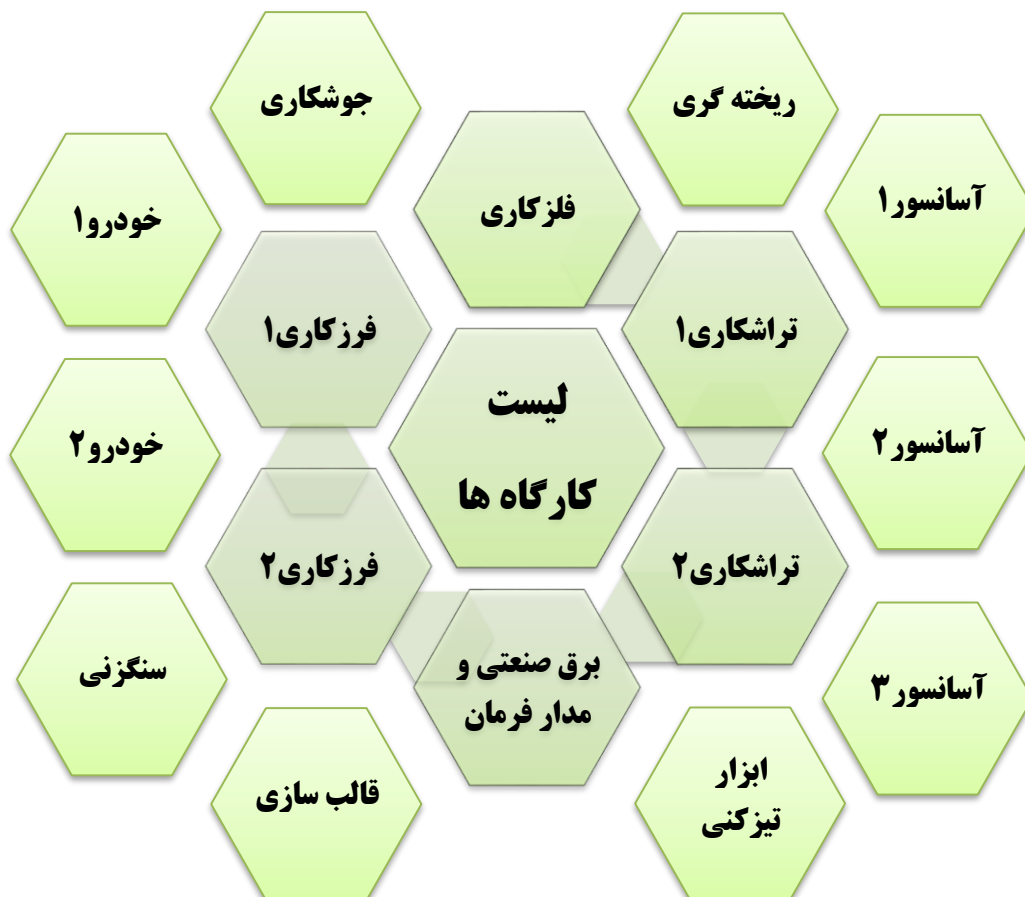 ریخته گری
جوشکاری
آسانسور۱
فلزکاری
خودرو۱
تراشکاری۱
فرزکاری۱
لیست
کارگاه ها
آسانسور۲
خودرو۲
تراشکاری۲
فرزکاری۲
برق صنعتی و
مدار فرمان
آسانسور۳
سنگزنی
ابزار
تیزکنی
قالب سازی